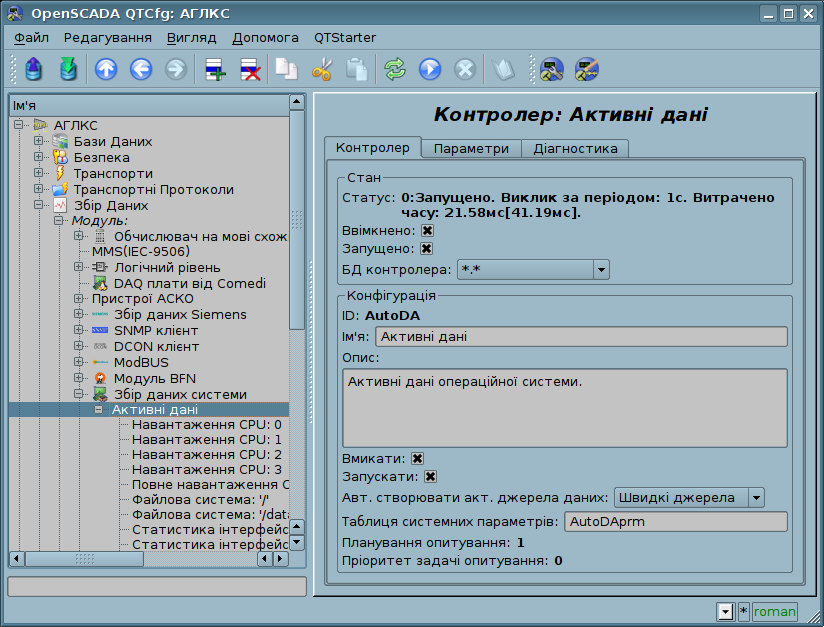 OpenSCADA QTCfg: АГЛКС
Файл Редагування Вигляд Допомога QTStarter
Ім'я
АГЛКС
Бази Даних
Безпека
Транспорти
Транспортні Протоколи
Збір Даних
Модуль:
Обчислювач на мові схож
MMS(IEC-9506)
Логічний рівень
DAQ плати від Comedi
Пристрої АСКО
Збір даних Siemens
SNMP клієнт
DCON клієнт
ModBUS
Модуль BFN
Збір даних системи
Активні дані
Навантаження CPU: 0
Навантаження CPU: 1
Навантаження CPU: 2
Навантаження CPU: 3
Повне навантаження C
Файлова система: '/'
Файлова система: '/data
Статистика інтерфейс
Статистика інтерфейс
Контролер: Активні дані
Контролер Параметри Діагностика
Стан
Статус: 0:Запущено. Виклик за періодом: 1с. Витрачено
часу: 21.58мс[41.19мс].
Ввімкнено:
Запущено:
БД контролера: *.*
Конфігурація
ID: AutoDA
Ім'я: Активні дані
Опис:
Активні дані операційної системи.
Вмикати:
Запускати:
Авт. створювати акт. джерела даних: Швидкі джерела
Таблиця системних параметрів: AutoDAprm
Планування опитування: 1
Пріоритет задачі опитування: 0
* roman